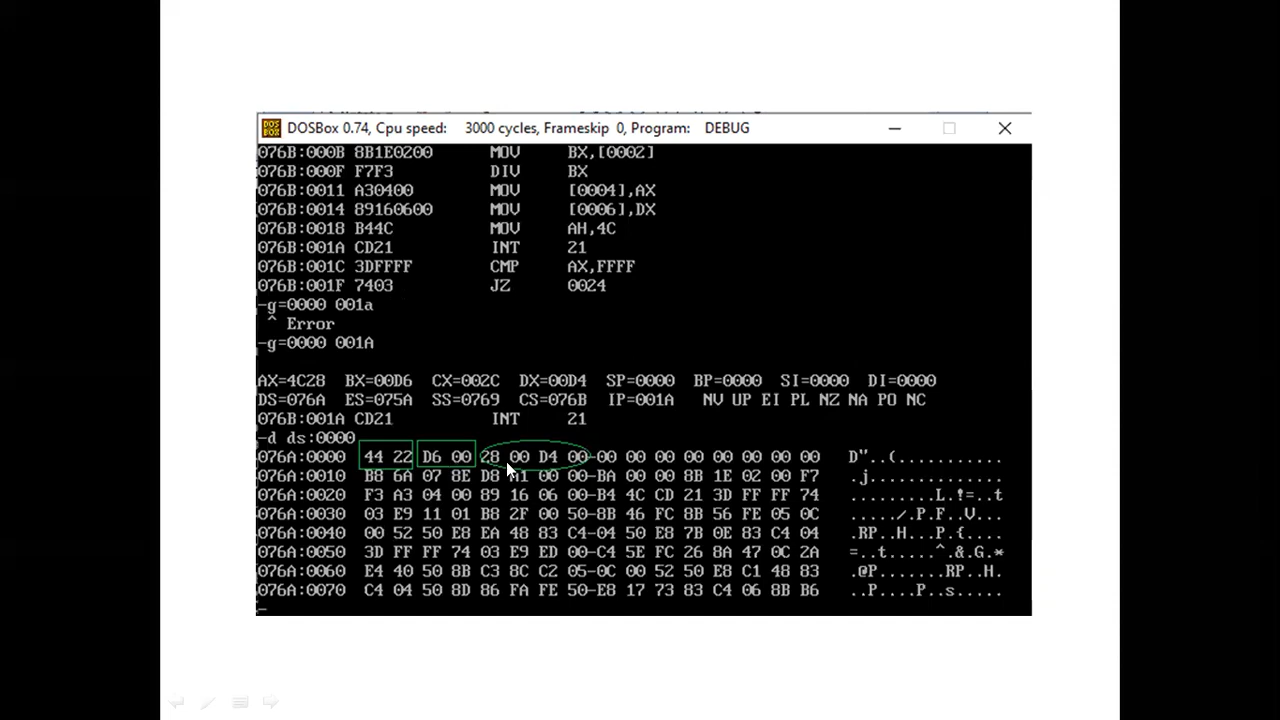 DOSBox 0.74, Cpu speed: 3000 cycles, Frameskip 0, Program: DEBUG
076B:000B 8B1E0200 MOV BX,[0002]
076B:000F F7F3 DIV BX
076B:0011 A30400 MOV [0004],AX
076B:0014 89160600 MOV [0006],DX
076B:0018 B44C MOV AH,4C
076B:001A CD21 INT 21
076B:001C 3DFFFF CMP AX,FFFF
076B:001F 7403 JZ 0024
-g=0000 001a
^ Error
-g=0000 001A
AX=4C28 BX=00D6 CX=002C DX=00D4 SP=0000 BP=0000 SI=0000 DI=0000
DS=076A ES=075A SS=0769 CS=076B IP=001A NV UP EI PL NZ NA PO NC
076B:001A CD21 INT 21
-d ds:0000
076A:0000 44 22 D6 00 28 00 D4 00-00 00 00 00 00 00 00 00 D"..(...........
076A:0010 B8 6A 07 8E D8 A1 00 00-BA 00 00 8B 1E 02 00 F7 .j..............
076A:0020 F3 A3 04 00 89 16 06 00-B4 4C CD 21 3D FF FF 74 .........L.!=..t
076A:0030 03 E9 11 01 B8 2F 00 50-8B 46 FC 8B 56 FE 05 0C ...../.P.F..V...
076A:0040 00 52 50 E8 EA 48 83 C4-04 50 E8 7B 0E 83 C4 04 .RP..H...P.{....
076A:0050 3D FF FF 74 03 E9 ED 00-C4 5E FC 26 8A 47 0C 2A =..t.....^.&.G.*
076A:0060 E4 40 50 8B C3 8C C2 05-0C 00 52 50 E8 C1 48 83 .@P.......RP..H.
076A:0070 C4 04 50 8D 86 FA FE 50-E8 17 73 83 C4 06 8B B6 ..P....P..s.....
-